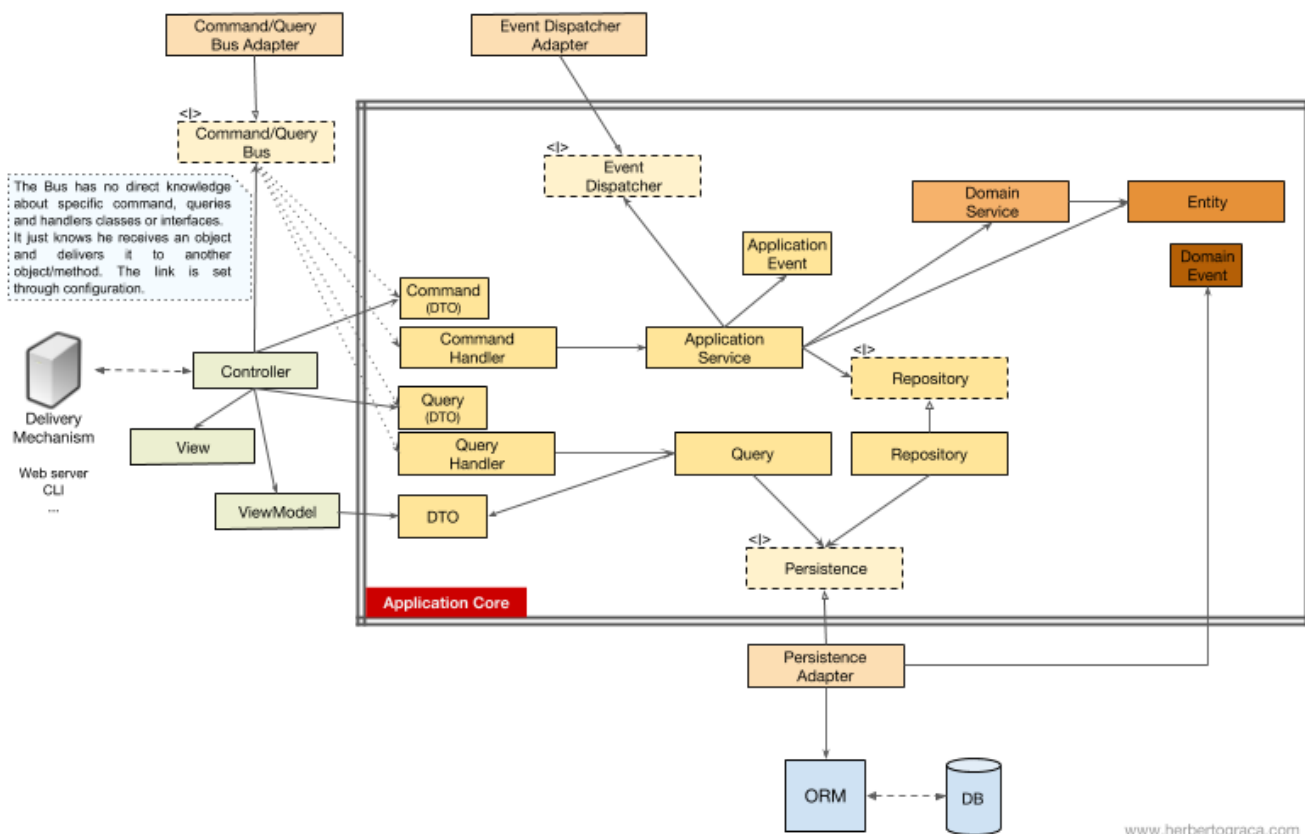 Command/Query
Bus Adapter
Event Dispatcher
Adapter
<I>
Command/Query
Bus
<I>
Event
Dispatcher
The Bus has no direct knowledge
about specific command, queries
and handlers classes or interfaces.
It just knows he receives an object
and delivers it to another
object/method. The link is set
through configuration.
Domain
Service
Entity
Application
Event
Domain
Event
Command
(DTO)
Command
Handler
Application
Service
<I>
Repository
Controller
Delivery
Mechanism
Web server
CLI
....
Query
(DTO)
View
Query
Handler
Query
Repository
ViewModel
DTO
<I>
Persistence
Application Core
Persistence
Adapter
ORM
DB
www.herbertograca.com